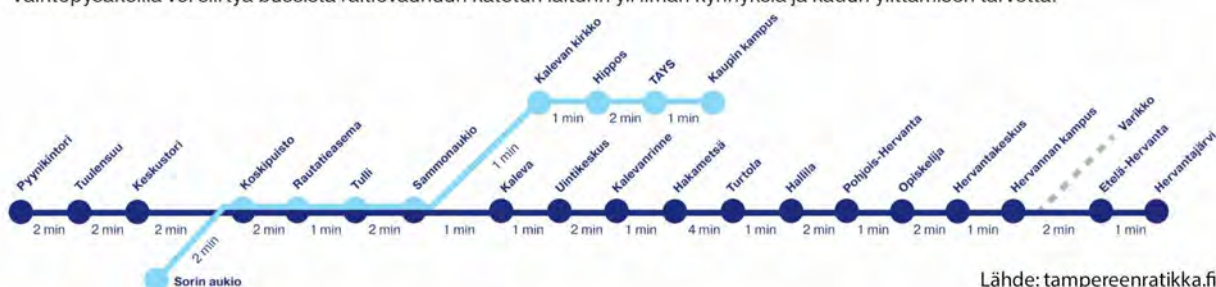 Vaihtopysäkeillä voi siirtyä bussista raitiovaunuun katetun laiturin yli ilman kynnyksiä ja kadun ylittämisen tarvetta.
Kalevan kirkko
Hippos
TAYS
Kaupin kampus
1 min
2 min
1 min
Pyynikintori
Tuulensuu
Keskustori
Koskipuisto
Rautatieasema
Tulli
Sammonaukio
1 min
Kaleva
Uintikeskus
Kalevanrinne
Hakametsä
Turtola
Hallila
Pohjois-Hervanta
Opiskelija
Hervantakeskus
Hervannan kampus
Varikko
Etelä-Hervanta
Hervantajärvi
2 min
2 min
2 min
2 min
1 min
2 min
1 min
1 min
2 min
1 min
4 min
1 min
2 min
1 min
2 min
1 min
2 min
1 min
2 min
Sorin aukio
Lähde: tampereenratikka.fi